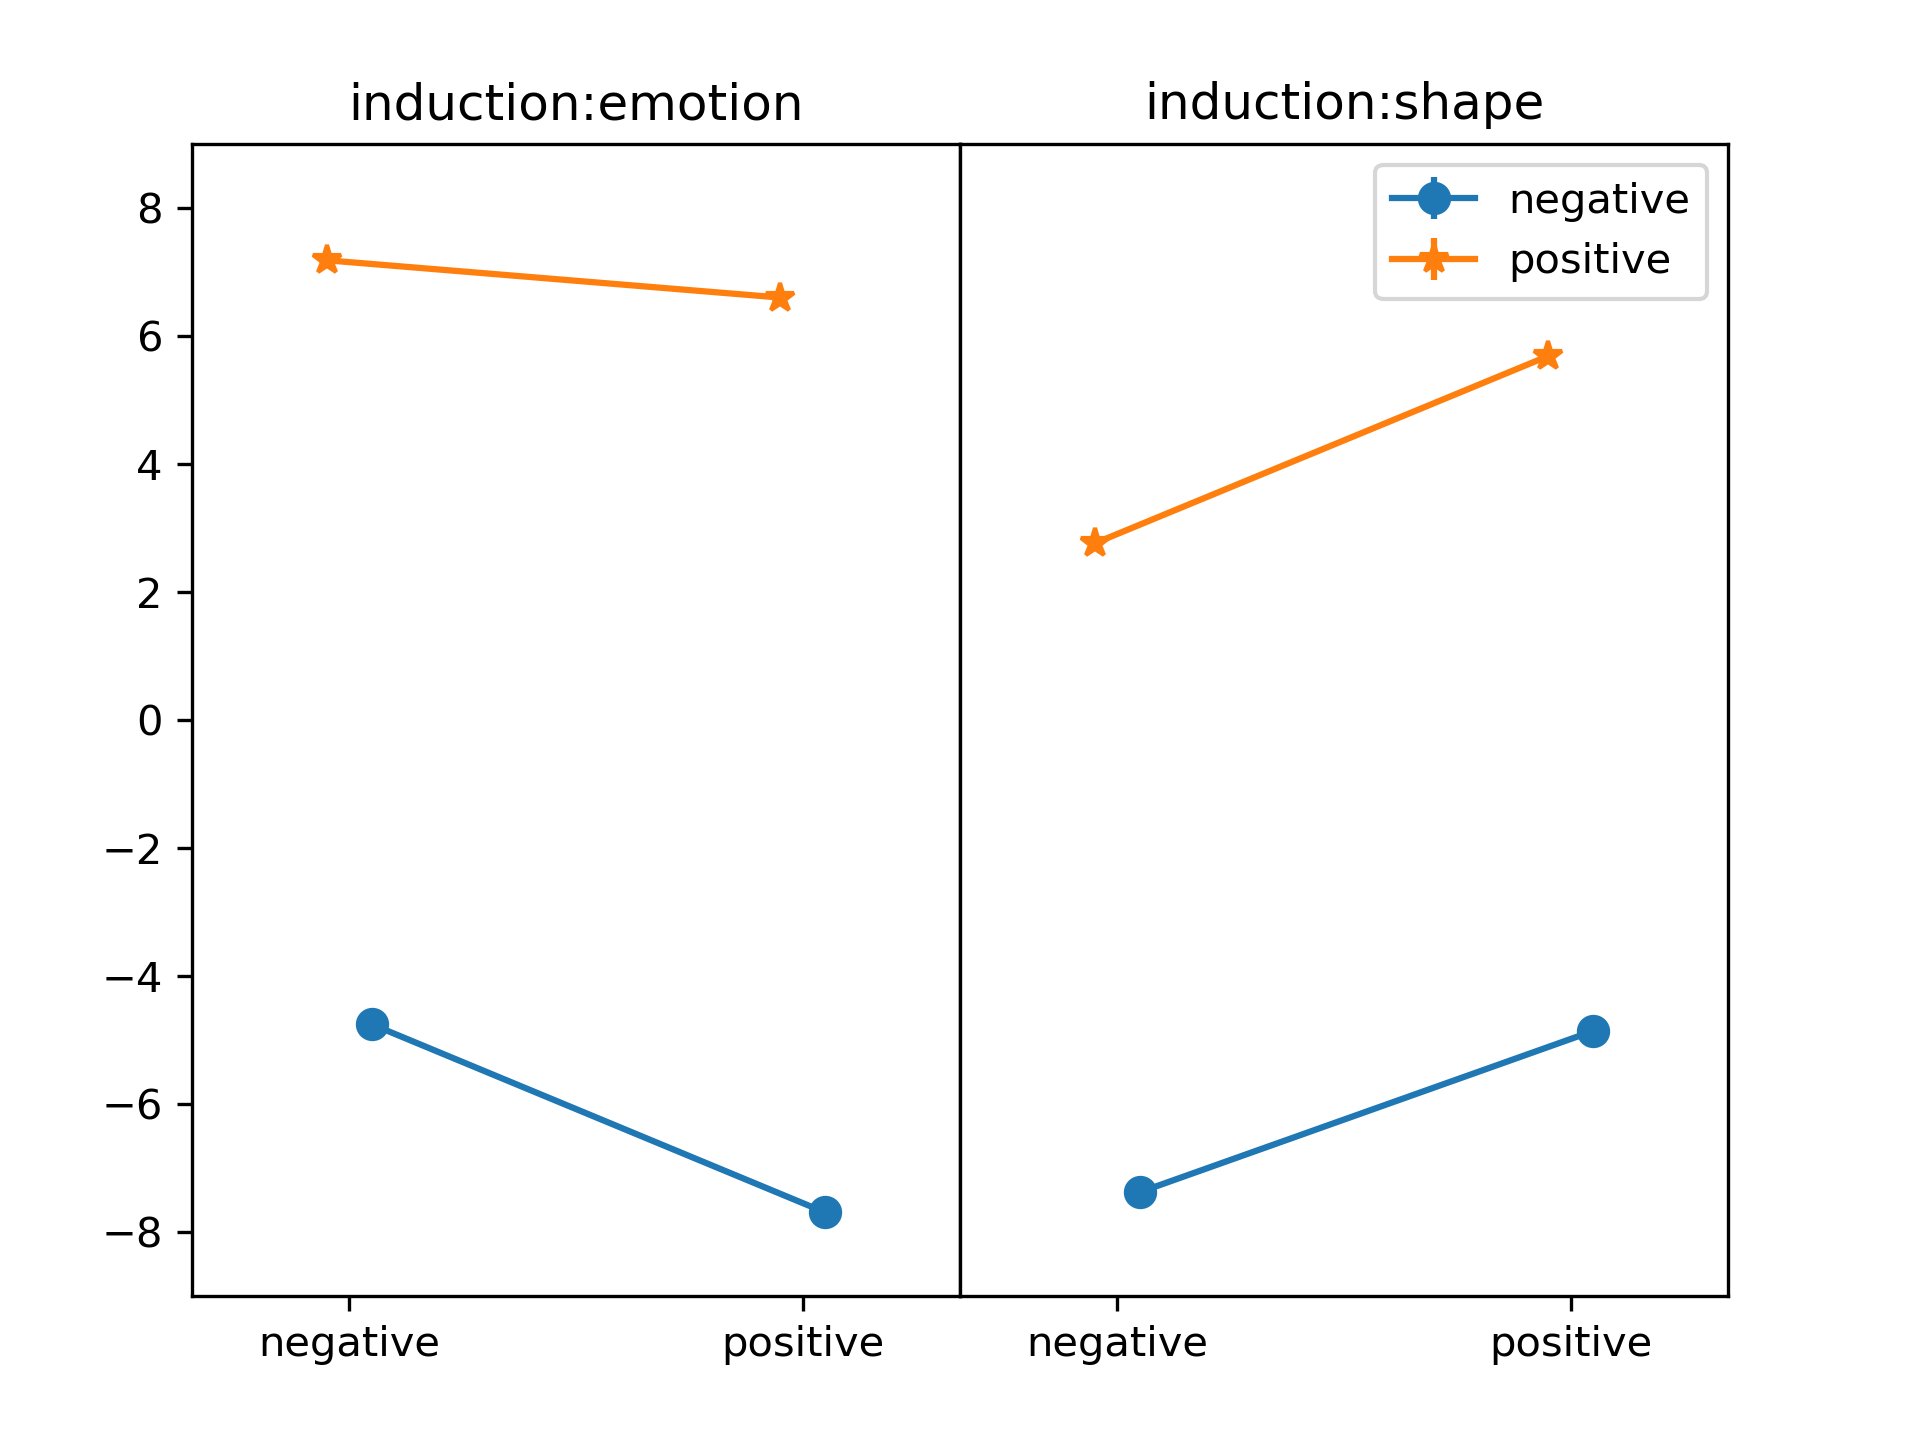 induction:emotion
induction:shape
negative
positive
8
6
4
2
0
−2
−4
−6
−8
negative positive negative positive